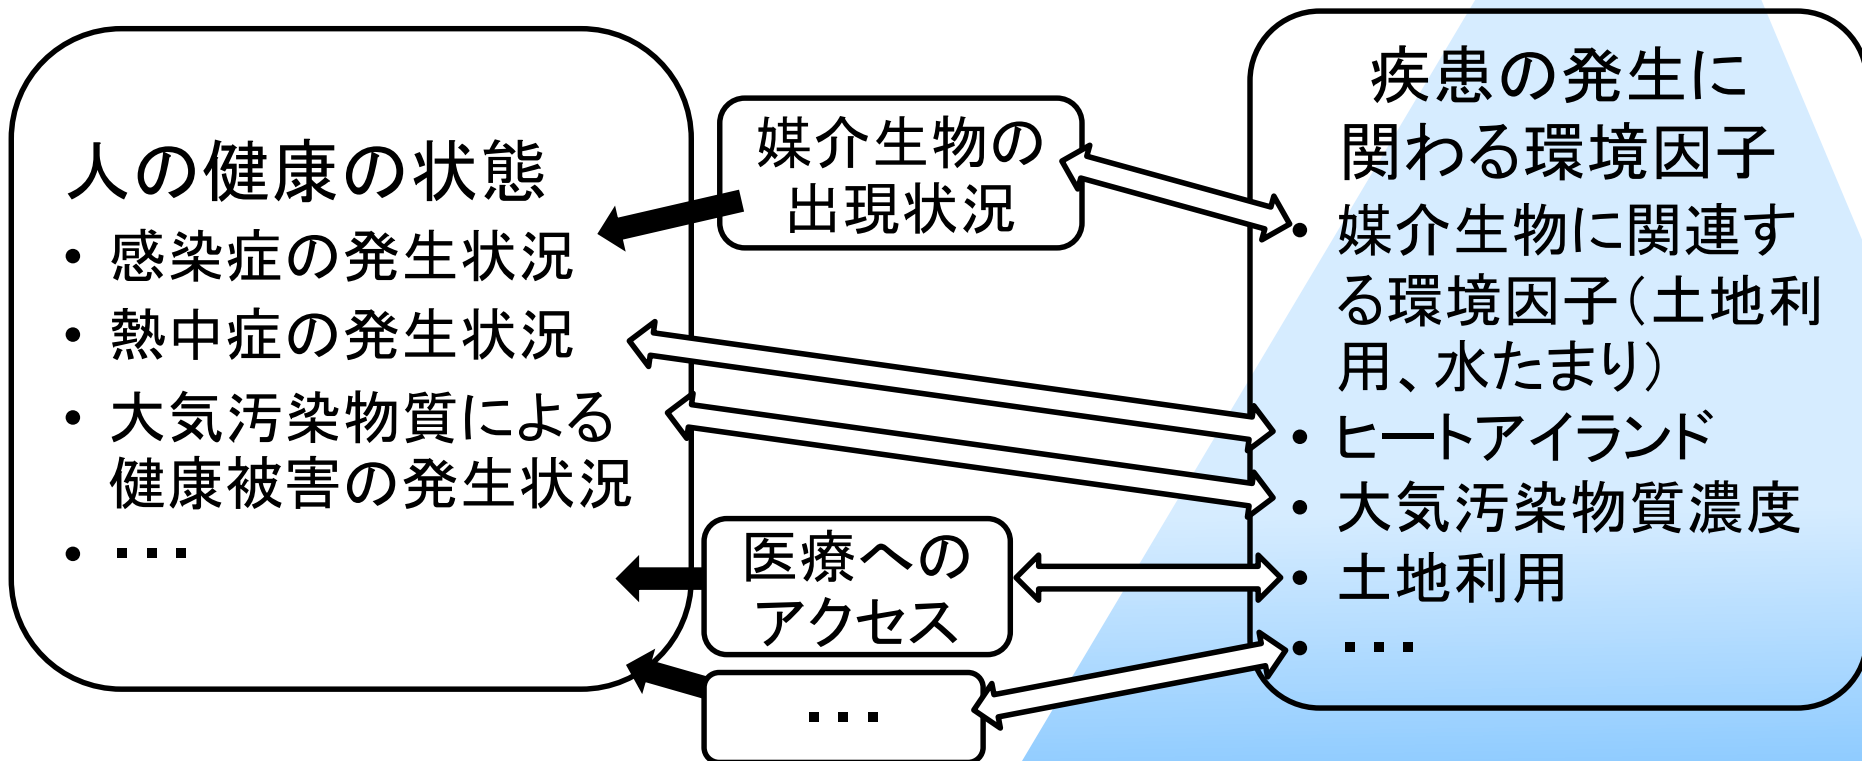 人の健康の状態
• 感染症の発生状況
• 熱中症の発生状況
• 大気汚染物質による
健康被害の発生状況
• ・・・
媒介生物の
出現状況
医療への
アクセス
・・・
疾患の発生に
関わる環境因子
• 媒介生物に関連す
る環境因子（土地利
用、水たまり）
• ヒートアイランド
• 大気汚染物質濃度
• 土地利用
• ・・・